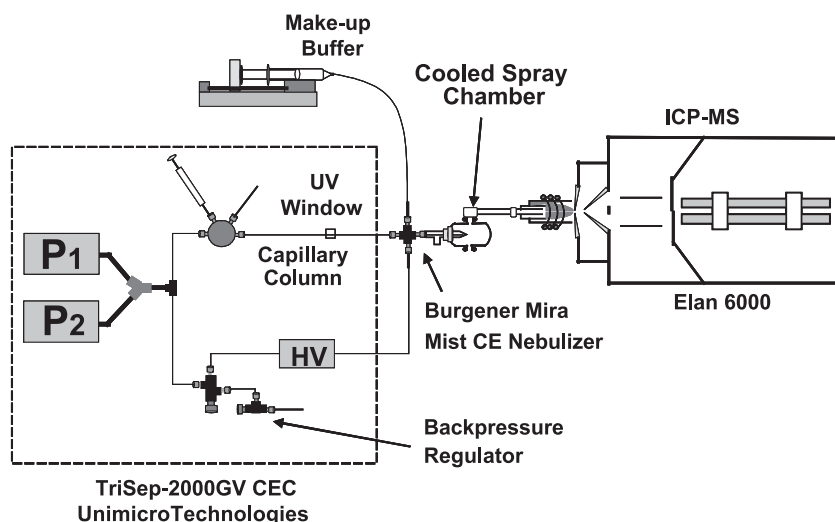 Make-up
Buffer
Cooled Spray
Chamber
ICP-MS
UV
Window
P1
Capillary
Column
P2
Burgener Mira
Mist CE Nebulizer
Elan 6000
HV
Backpressure
Regulator
TriSep-2000GV CEC
UnimicroTechnologies